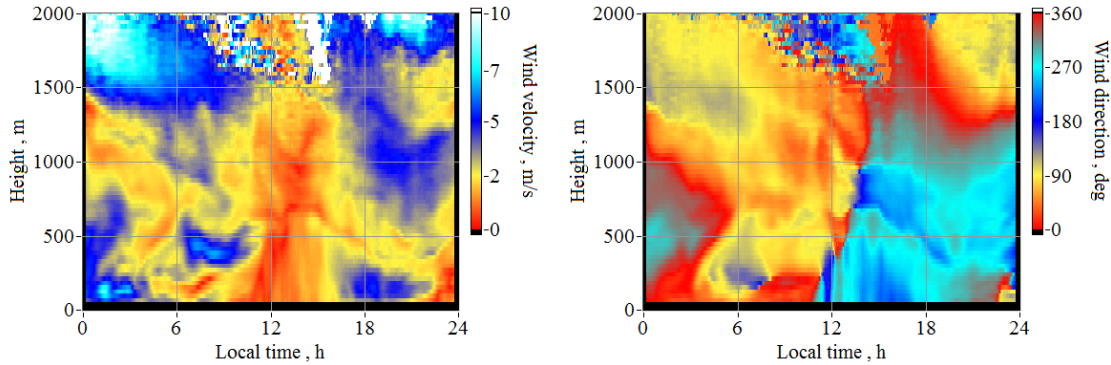 2000
1500
1000
500
0
Height , m
0 6 12 18 24
Local time , h
10
7
5
2
0
Wind velocity , m/s
2000
1500
1000
500
0
Height , m
0 6 12 18 24
Local time , h
360
270
180
90
0
Wind direction , deg